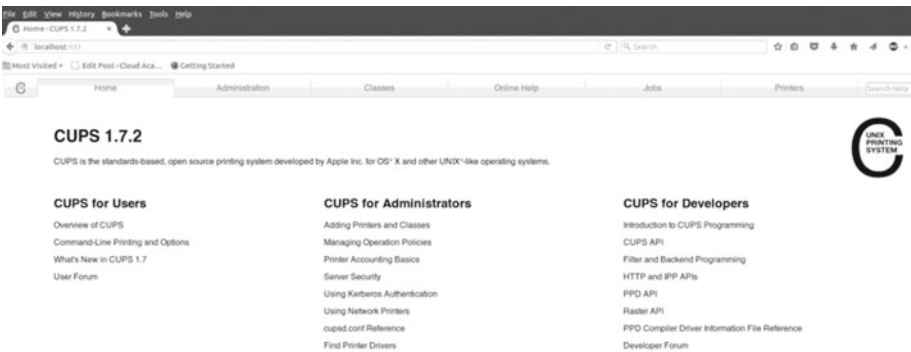 File Edit View History Bookmarks Tools Help
Home - CUPS 1.7.2
localhost:631
Search
Most Visited Edit Post ‹ Cloud Aca... Getting Started
Home Administration Classes Online Help Jobs Printers Search Help
CUPS 1.7.2
CUPS is the standards-based, open source printing system developed by Apple Inc. for OS® X and other UNIX®-like operating systems.
UNIX
PRINTING
SYSTEM
CUPS for Users
Overview of CUPS
Command-Line Printing and Options
What's New in CUPS 1.7
User Forum
CUPS for Administrators
Adding Printers and Classes
Managing Operation Policies
Printer Accounting Basics
Server Security
Using Kerberos Authentication
Using Network Printers
cupsd.conf Reference
Find Printer Drivers
CUPS for Developers
Introduction to CUPS Programming
CUPS API
Filter and Backend Programming
HTTP and IPP APIs
PPD API
Raster API
PPD Compiler Driver Information File Reference
Developer Forum